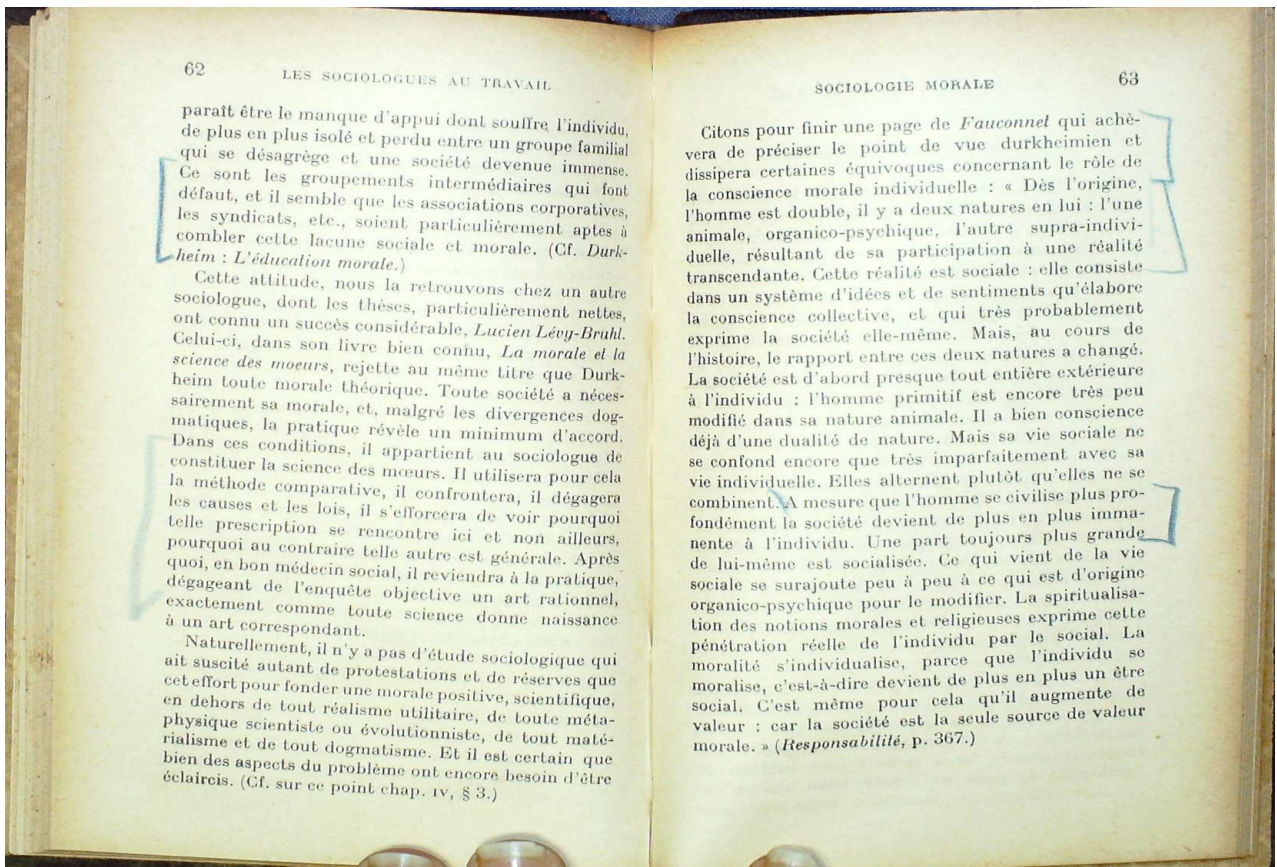 62
LES SOCIOLOGUES AU TRAVAIL
paraît être le manque d'appui dont souffre l'individu,
de plus en plus isolé et perdu entre un groupe familial
qui se désagrège et une société devenue immense.
Ce sont les groupements intermédiaires qui font
défaut, et il semble que les associations corporatives,
les syndicats, etc., soient particulièrement aptes à
combler cette lacune sociale et morale. (Cf. Durk-
heim : L'éducation morale.)
Cette attitude, nous la retrouvons chez un autre
sociologue, dont les thèses, particulièrement nettes,
ont connu un succès considérable, Lucien Lévy-Bruhl.
Celui-ci, dans son livre bien connu, La morale et la
science des moeurs, rejette au même titre que Durk-
heim toute morale théorique. Toute société a néces-
sairement sa morale, et, malgré les divergences dog-
matiques, la pratique révèle un minimum d'accord.
Dans ces conditions, il appartient au sociologue de
constituer la science des mœurs. Il utilisera pour cela
la méthode comparative, il confrontera, il dégagera
les causes et les lois, il s'efforcera de voir pourquoi
telle prescription se rencontre ici et non ailleurs,
pourquoi au contraire telle autre est générale. Après
quoi, en bon médecin social, il reviendra à la pratique,
dégageant de l'enquête objective un art rationnel,
exactement comme toute science donne naissance
à un art correspondant.
Naturellement, il n'y a pas d'étude sociologique qui
ait suscité autant de protestations et de réserves que
cet effort pour fonder une morale positive, scientifique,
en dehors de tout réalisme utilitaire, de toute méta-
physique scientiste ou évolutionniste, de tout maté-
rialisme et de tout dogmatisme. Et il est certain que
bien des aspects du problème ont encore besoin d'être
éclaircis. (Cf. sur ce point chap. IV, § 3.)
SOCIOLOGIE MORALE
63
Citons pour finir une page de Fauconnel qui achè-
vera de préciser le point de vue durkheimien et
dissipera certaines équivoques concernant le rôle de
la conscience morale individuelle : « Dès l'origine,
l'homme est double, il y a deux natures en lui : l'une
animale, organico-psychique, l'autre supra-indivi-
duelle, résultant de sa participation à une réalité
transcendante. Cette réalité est sociale : elle consiste
dans un système d'idées et de sentiments qu'élabore
la conscience collective, et qui très probablement
exprime la société elle-même. Mais, au cours de
l'histoire, le rapport entre ces deux natures a changé.
La société est d'abord presque tout entière extérieure
à l'individu : l'homme primitif est encore très peu
modifié dans sa nature animale. Il a bien conscience
déjà d'une dualité de nature. Mais sa vie sociale ne
se confond encore que très imparfaitement avec sa
vie individuelle. Elles alternent plutôt qu'elles ne se
combinent. A mesure que l'homme se civilise plus pro-
fondément la société devient de plus en plus imma-
nente à l'individu. Une part toujours plus grande
de lui-même est socialisée. Ce qui vient de la vie
sociale se surajoute peu à peu à ce qui est d'origine
organico-psychique pour le modifier. La spiritualisa-
tion des notions morales et religieuses exprime cette
pénétration réelle de l'individu par le social. La
moralité s'individualise, parce que l'individu se
moralise, c'est-à-dire devient de plus en plus un être
social. C'est même pour cela qu'il augmente de
valeur : car la société est la seule source de valeur
morale. » (Responsabilité, p. 367.)